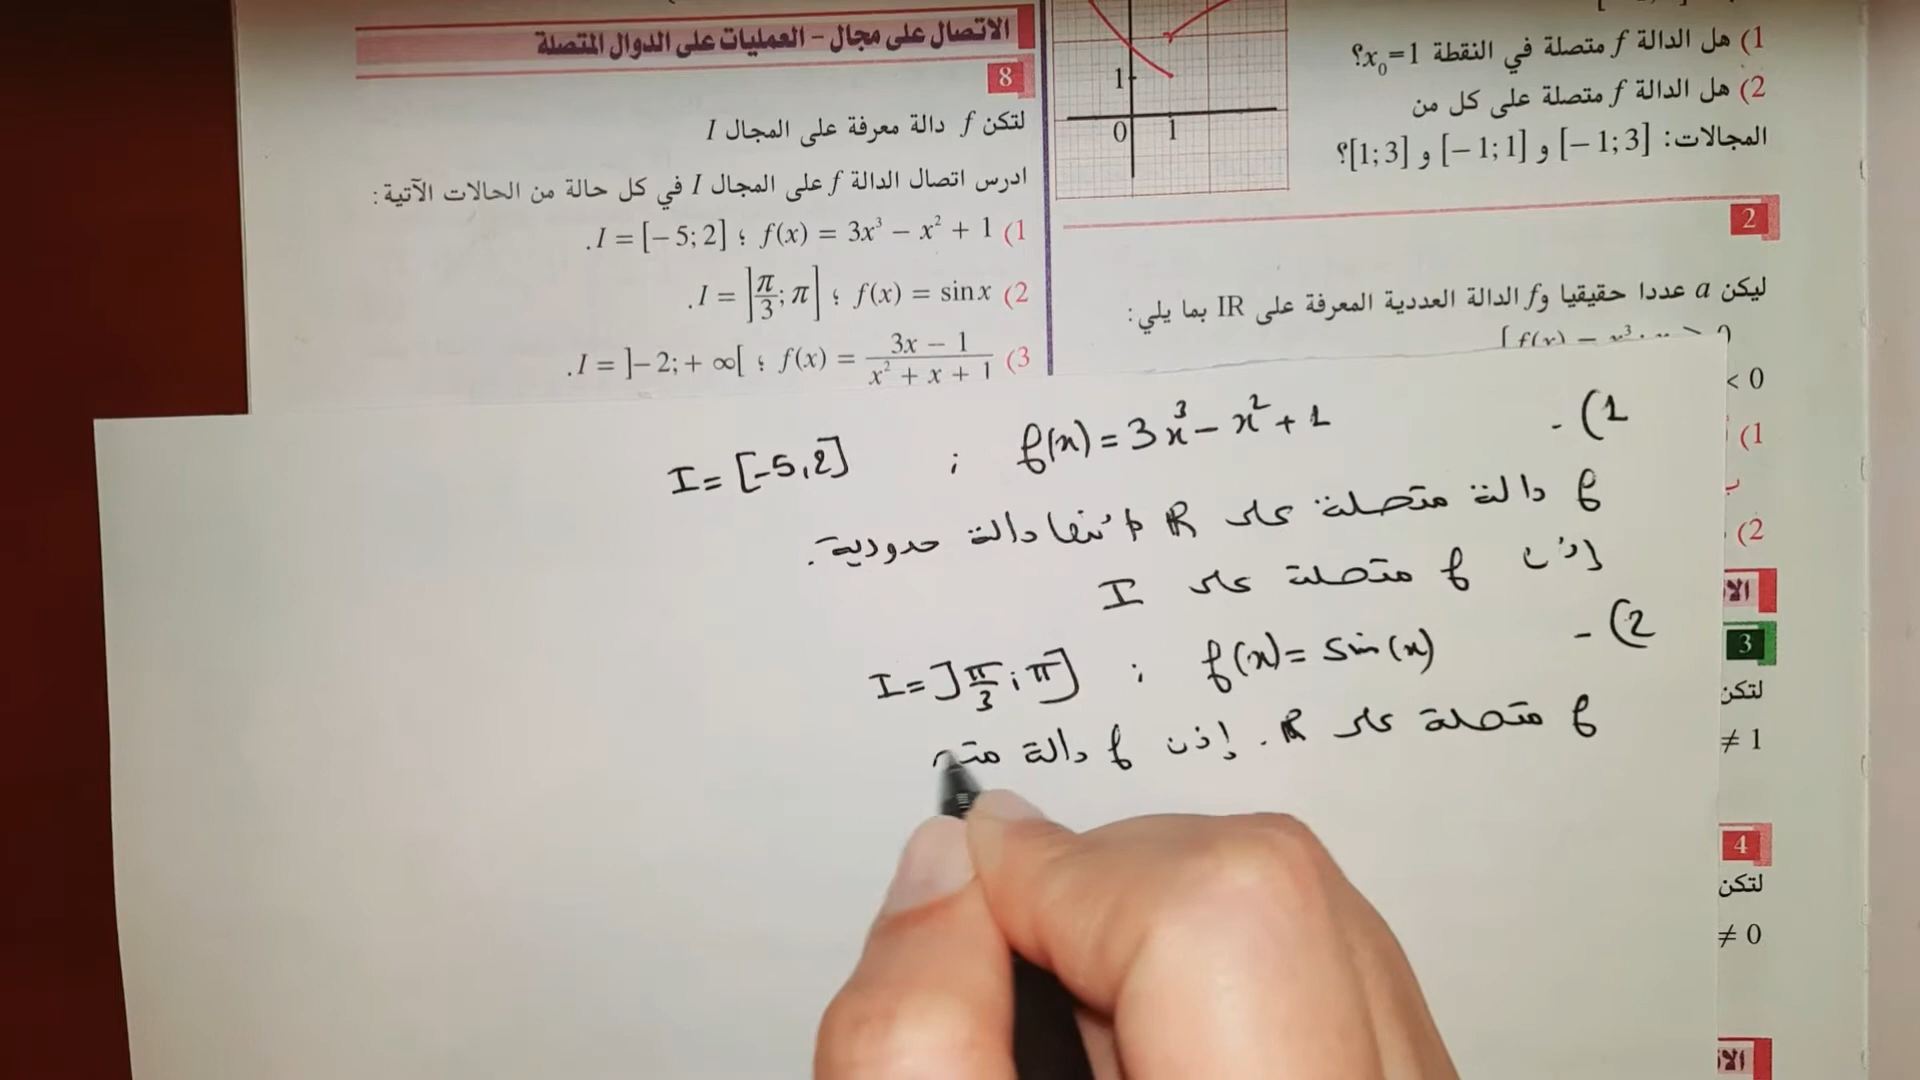 1) هل الدالة f متصلة في النقطة x₀=1؟
2) هل الدالة f متصلة على كل من
المجالات: [-1;3] و [-1;1] و [1;3]؟
1
0
1
2
ليكن a عددا حقيقيا و f الدالة العددية المعرفة على IR بما يلي:
< 0
1)
ب
2)
3
لتكن
≠ 1
4
لتكن
≠ 0
الاتصال على مجال - العمليات على الدوال المتصلة
8
لتكن f دالة معرفة على المجال I
ادرس اتصال الدالة f على المجال I في كل حالة من الحالات الآتية:
1) f(x) = 3x³ − x² + 1 ؛ I = [−5;2].
2) f(x) = sinx ؛ I = ]π/3;π].
3) f(x) = (3x − 1)/(x² + x + 1) ؛ I = ]−2;+∞[.
1) - f(x) = 3x³ − x² + 1 ; I = [-5,2]
f دالة متصلة على R لأنها دالة حدودية.
إذن f متصلة على I
2) - f(x) = sin(x) ; I = ]π/3;π]
f متصلة على R. إذن f دالة متـ